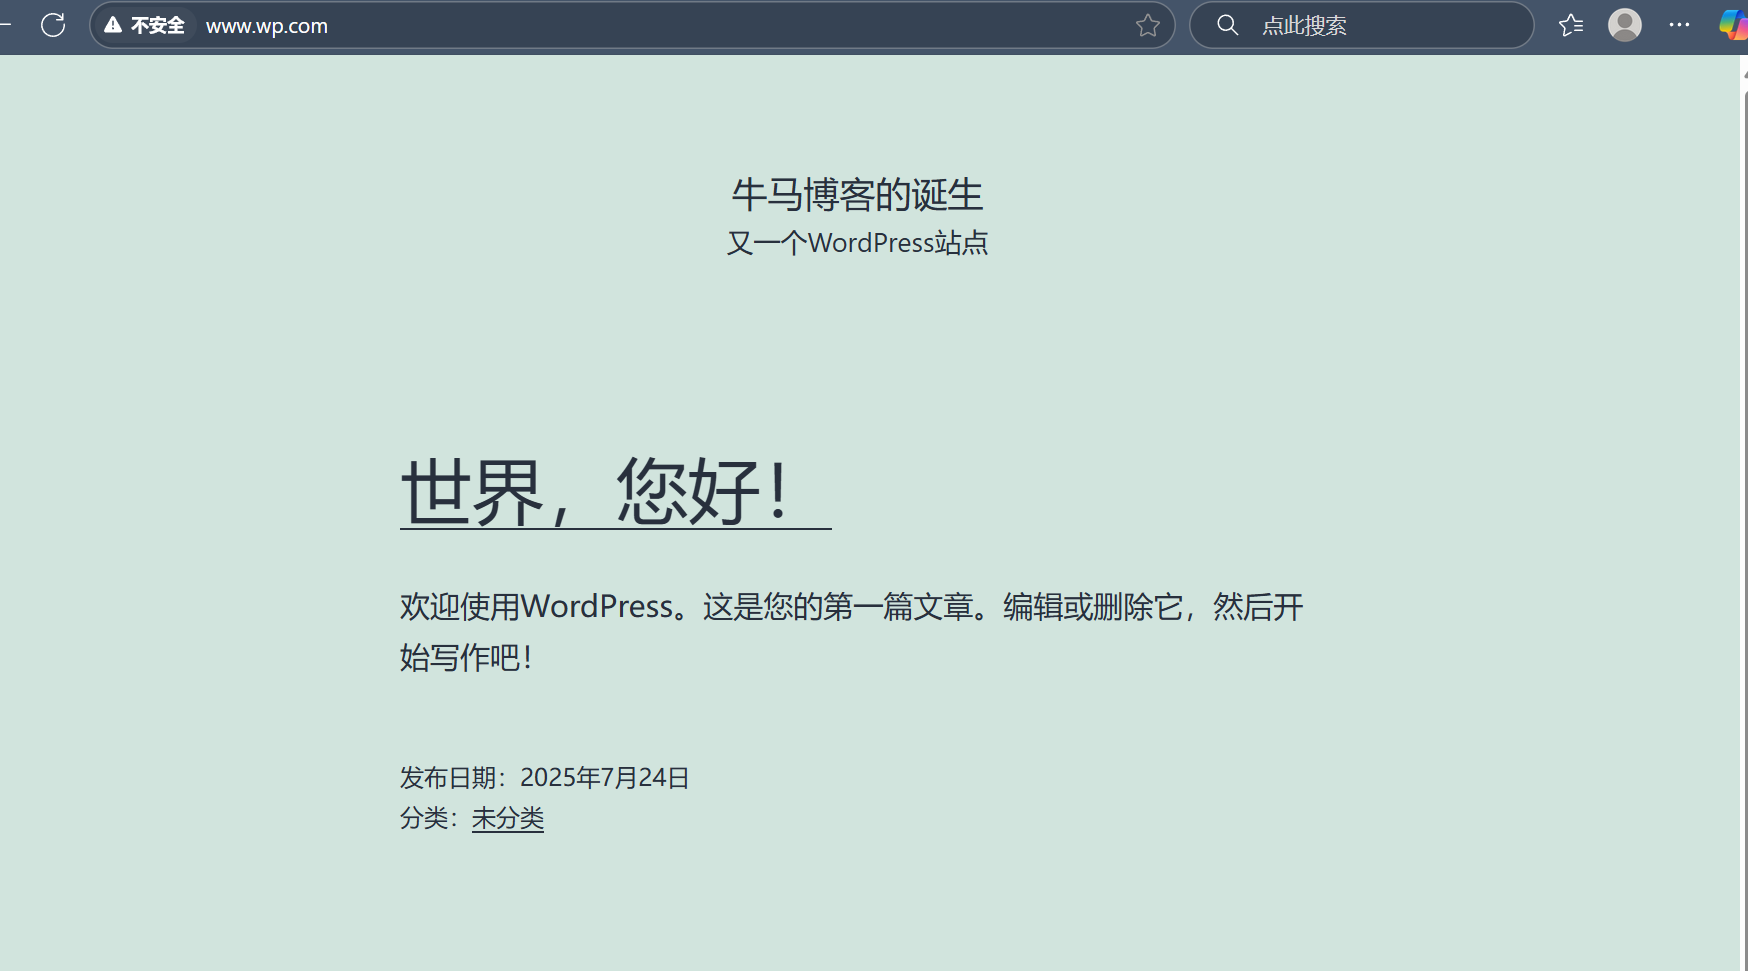 不安全 www.wp.com 点此搜索
牛马博客的诞生
又一个WordPress站点
世界，您好！
欢迎使用WordPress。这是您的第一篇文章。编辑或删除它，然后开
始写作吧！
发布日期：2025年7月24日
分类：未分类